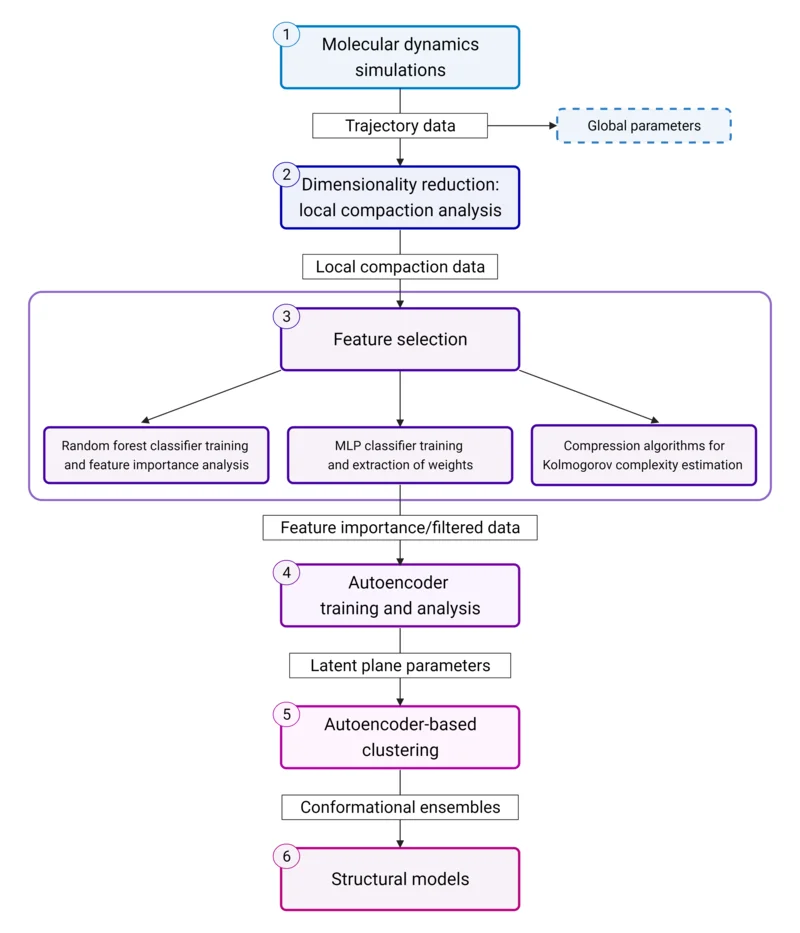 1
Molecular dynamics
simulations
Trajectory data
Global parameters
2
Dimensionality reduction:
local compaction analysis
Local compaction data
3
Feature selection
Random forest classifier training
and feature importance analysis
MLP classifier training
and extraction of weights
Compression algorithms for
Kolmogorov complexity estimation
Feature importance/filtered data
4
Autoencoder
training and analysis
Latent plane parameters
5
Autoencoder-based
clustering
Conformational ensembles
6
Structural models